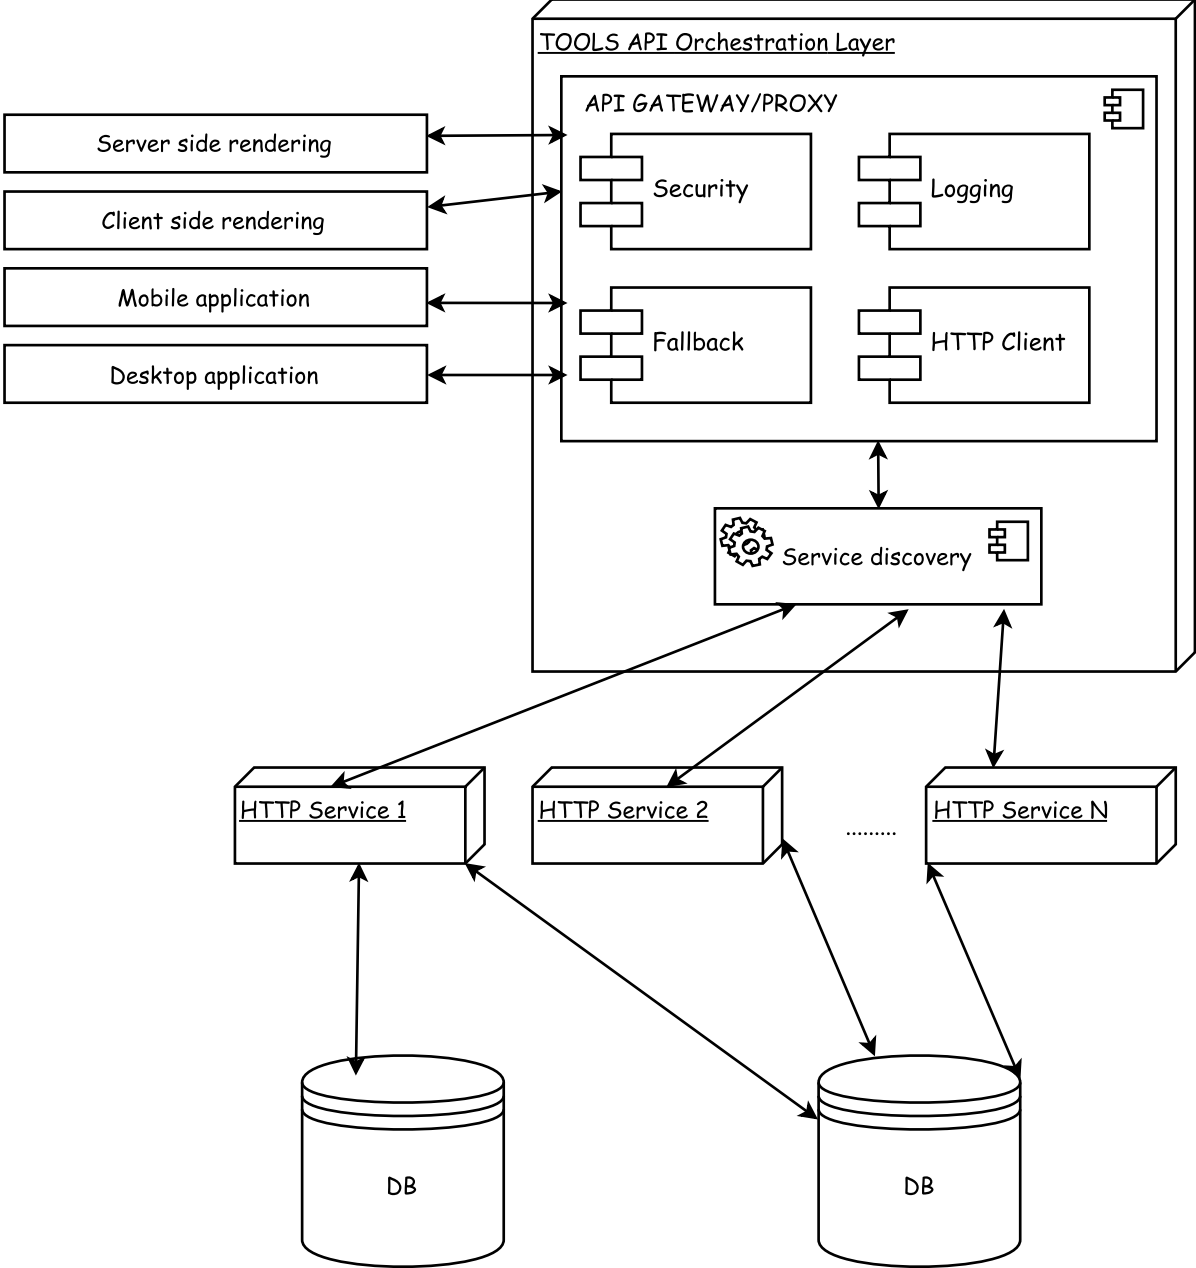 TOOLS API Orchestration Layer
API GATEWAY/PROXY
Server side rendering
Client side rendering
Mobile application
Desktop application
Security
Logging
Fallback
HTTP Client
Service discovery
HTTP Service 1
HTTP Service 2
.........
HTTP Service N
DB
DB